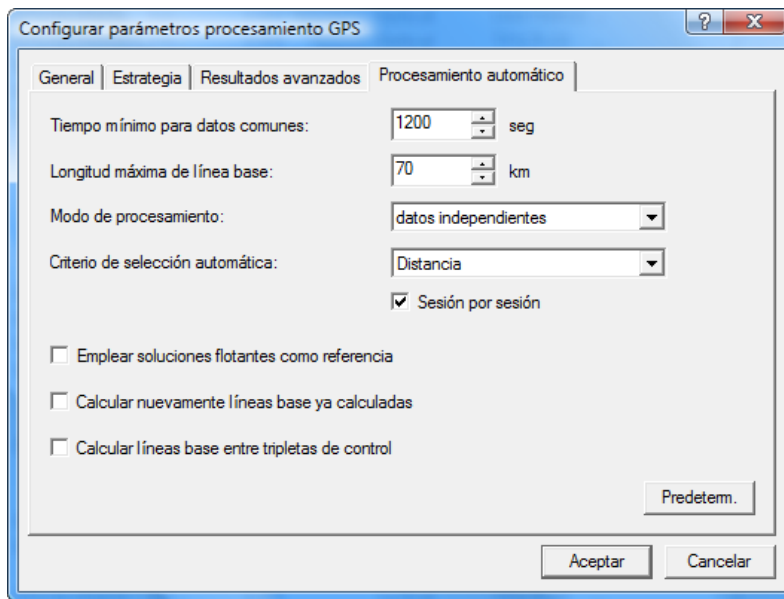 Configurar parámetros procesamiento GPS
General Estrategia Resultados avanzados Procesamiento automático
Tiempo mínimo para datos comunes: 1200 seg
Longitud máxima de línea base: 70 km
Modo de procesamiento: datos independientes
Criterio de selección automática: Distancia
Sesión por sesión
Emplear soluciones flotantes como referencia
Calcular nuevamente líneas base ya calculadas
Calcular líneas base entre tripletas de control
Predeterm.
Aceptar Cancelar